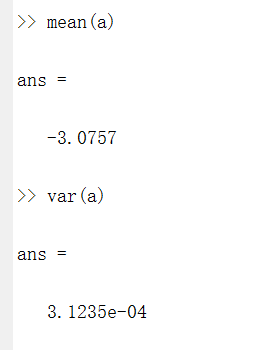 >> mean(a)
ans =
-3.0757
>> var(a)
ans =
3.1235e-04